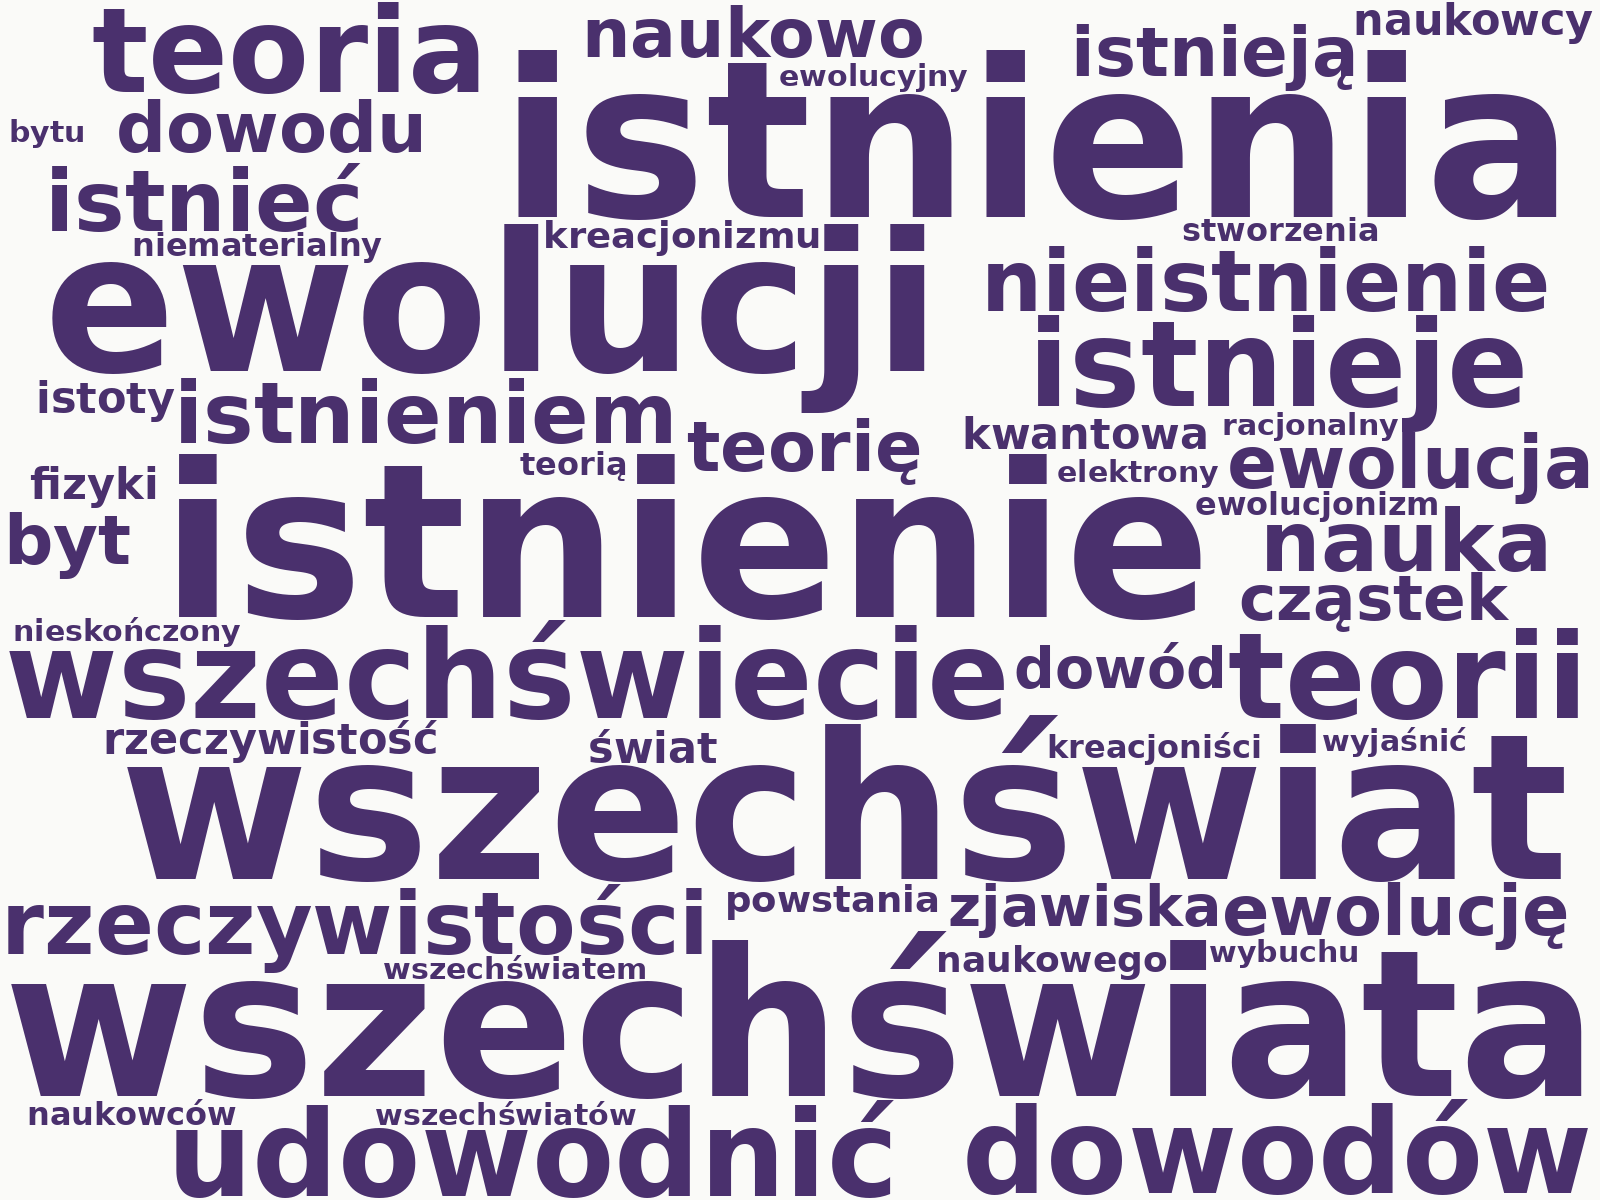 teoria
naukowo
istnieją
naukowcy
ewolucyjny
istnienia
bytu
dowodu
istnieć
niematerialny
kreacjonizmu
stworzenia
ewolucji
nieistnienie
istnieje
istoty
istnieniem
teorię
kwantowa
racjonalny
teorią
elektrony
ewolucja
fizyki
istnienie
ewolucjonizm
byt
nauka
cząstek
nieskończony
wszechświecie
dowód
teorii
rzeczywistość
świat
kreacjoniści
wyjaśnić
wszechświat
rzeczywistości
powstania
zjawiska
ewolucję
wszechświatem
naukowego
wybuchu
wszechświata
naukowców
wszechświatów
udowodnić
dowodów